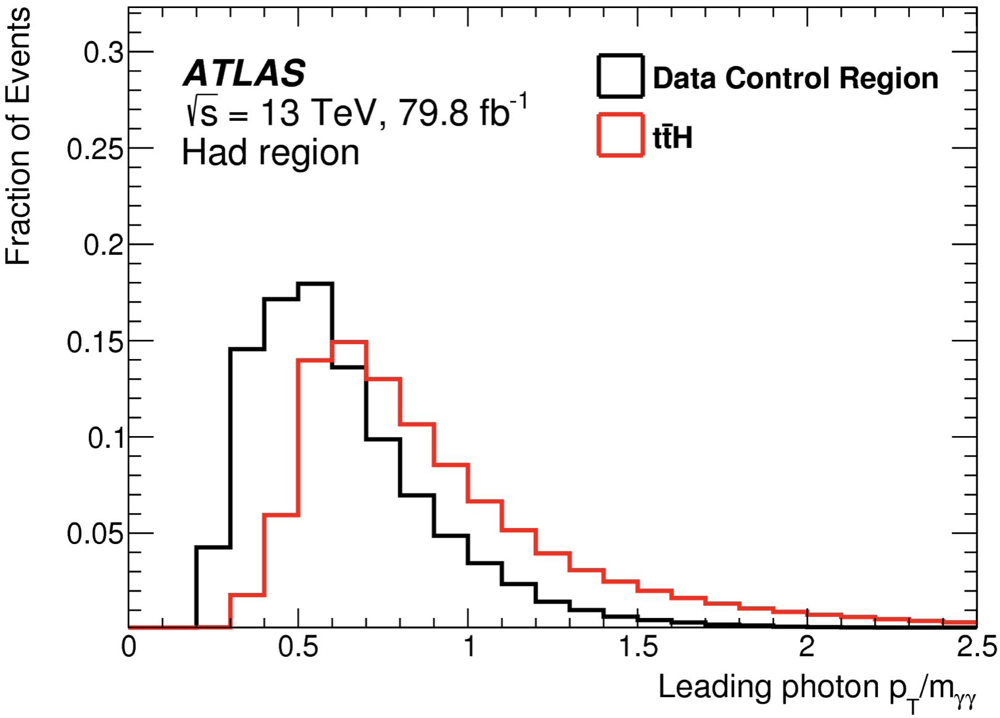 Fraction of Events
0.3
0.25
0.2
0.15
0.1
0.05
ATLAS
√s = 13 TeV, 79.8 fb⁻¹
Had region
Data Control Region
tt̄H
0 0.5 1 1.5 2 2.5
Leading photon p_T/m_γγ